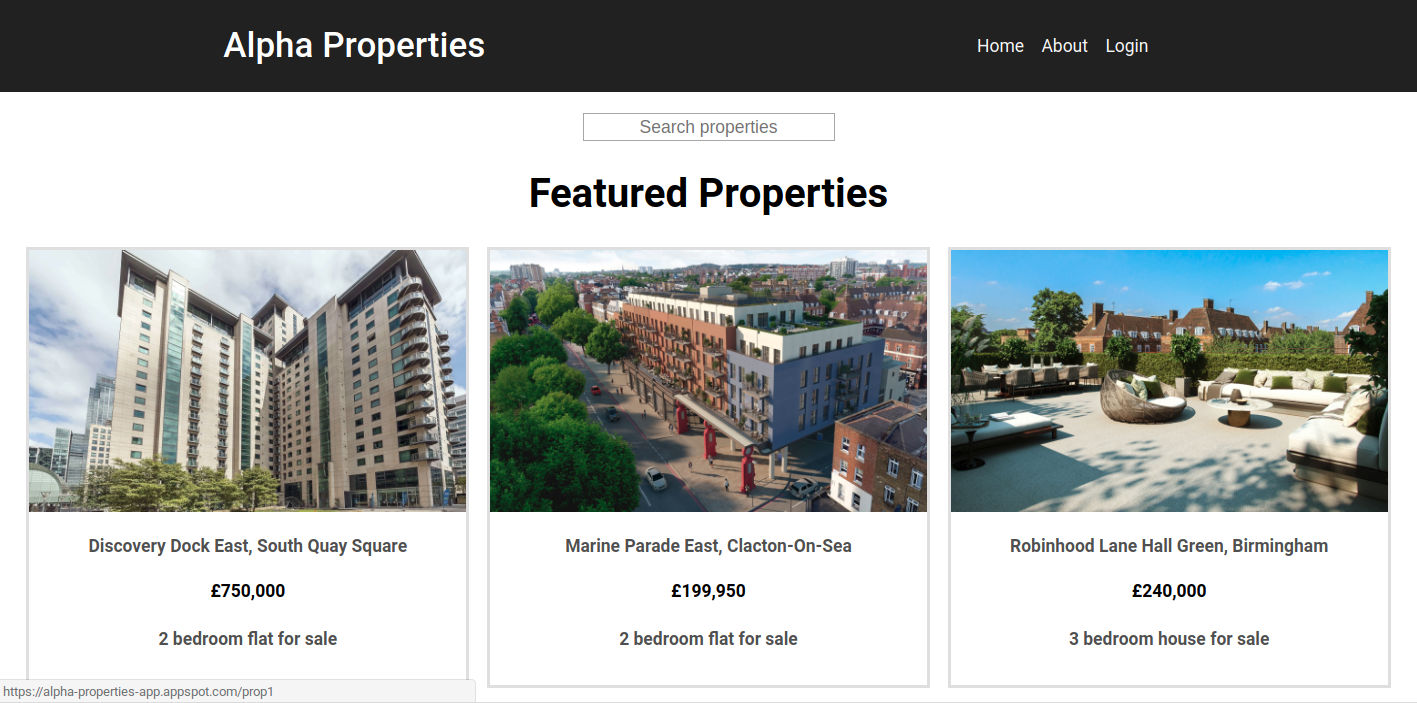 Alpha Properties
Home About Login
Search properties
Featured Properties
Discovery Dock East, South Quay Square
£750,000
2 bedroom flat for sale
Marine Parade East, Clacton-On-Sea
£199,950
2 bedroom flat for sale
Robinhood Lane Hall Green, Birmingham
£240,000
3 bedroom house for sale
https://alpha-properties-app.appspot.com/prop1